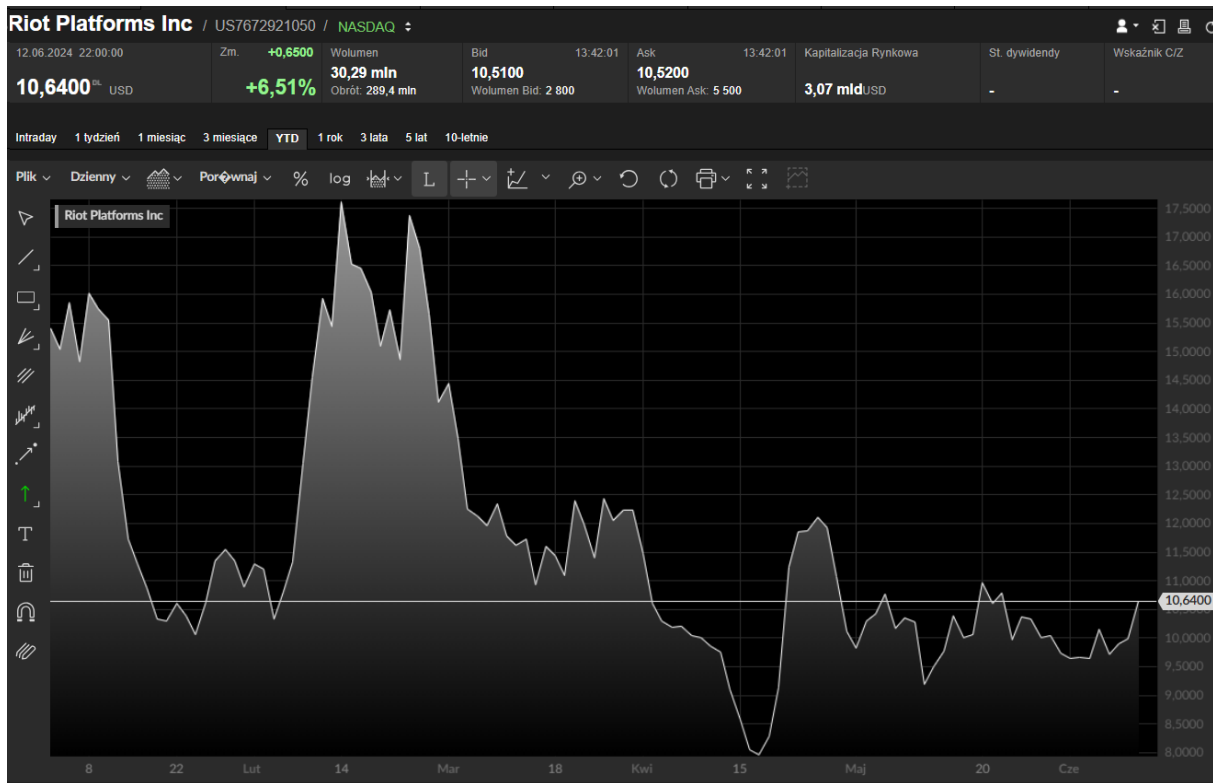 Riot Platforms Inc / US7672921050 / NASDAQ
12.06.2024 22:00:00 Zm. +0,6500 Wolumen Bid 13:42:01 Ask 13:42:01 Kapitalizacja Rynkowa St. dywidendy Wskaźnik C/Z
30,29 mln 10,5100 10,5200
10,6400 DL USD +6,51% Obrót: 289,4 mln Wolumen Bid: 2 800 Wolumen Ask: 5 500 3,07 mldUSD - -
Intraday 1 tydzień 1 miesiąc 3 miesiące YTD 1 rok 3 lata 5 lat 10-letnie
Plik Dzienny Por�wnaj % log L
Riot Platforms Inc
T
17,5000
17,0000
16,5000
16,0000
15,5000
15,0000
14,5000
14,0000
13,5000
13,0000
12,5000
12,0000
11,5000
11,0000
10,6400
10,0000
9,5000
9,0000
8,5000
8,0000
8 22 Lut 14 Mar 18 Kwi 15 Maj 20 Cze